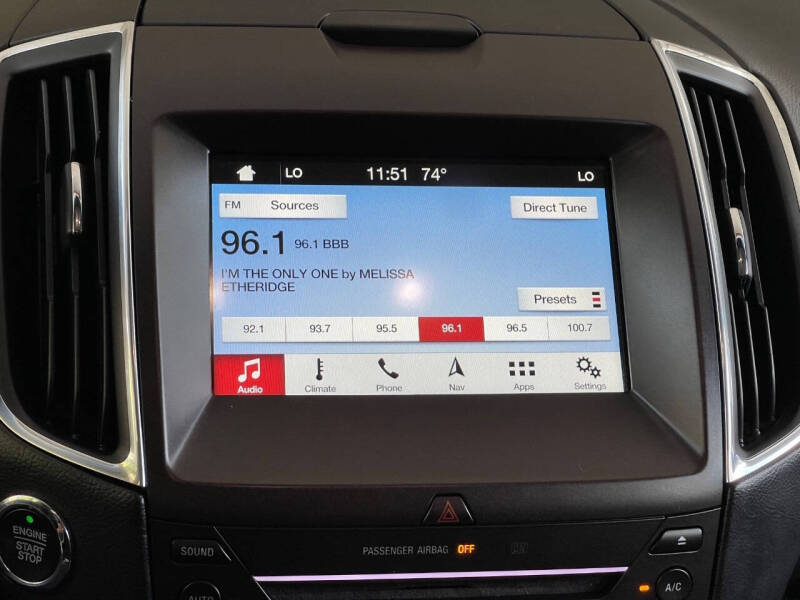 LO 11:51 74° LO
FM Sources Direct Tune
96.1 96.1 BBB
I'M THE ONLY ONE by MELISSA
ETHERIDGE
Presets
92.1 93.7 95.5 96.1 96.5 100.7
Audio Climate Phone Nav Apps Settings
ENGINE
START
STOP
SOUND PASSENGER AIRBAG OFF ON
AUTO A/C